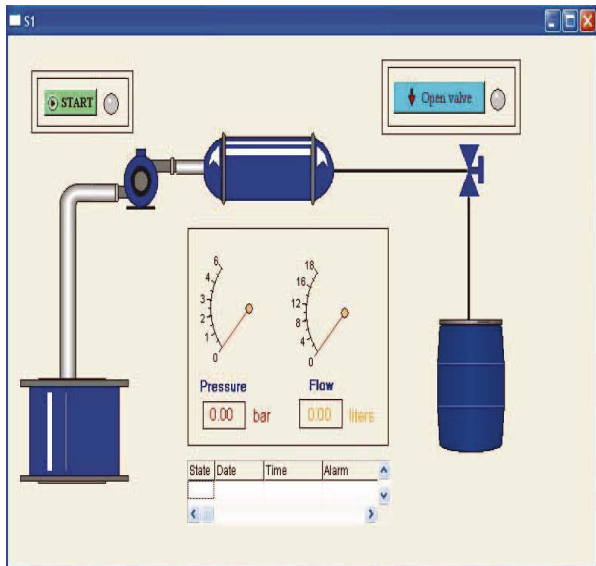 S1
START
Open valve
6
4
3
2
1
0
18
16
12
8
4
0
Pressure
Flow
0.00 bar
0.00 liters
State Date Time Alarm